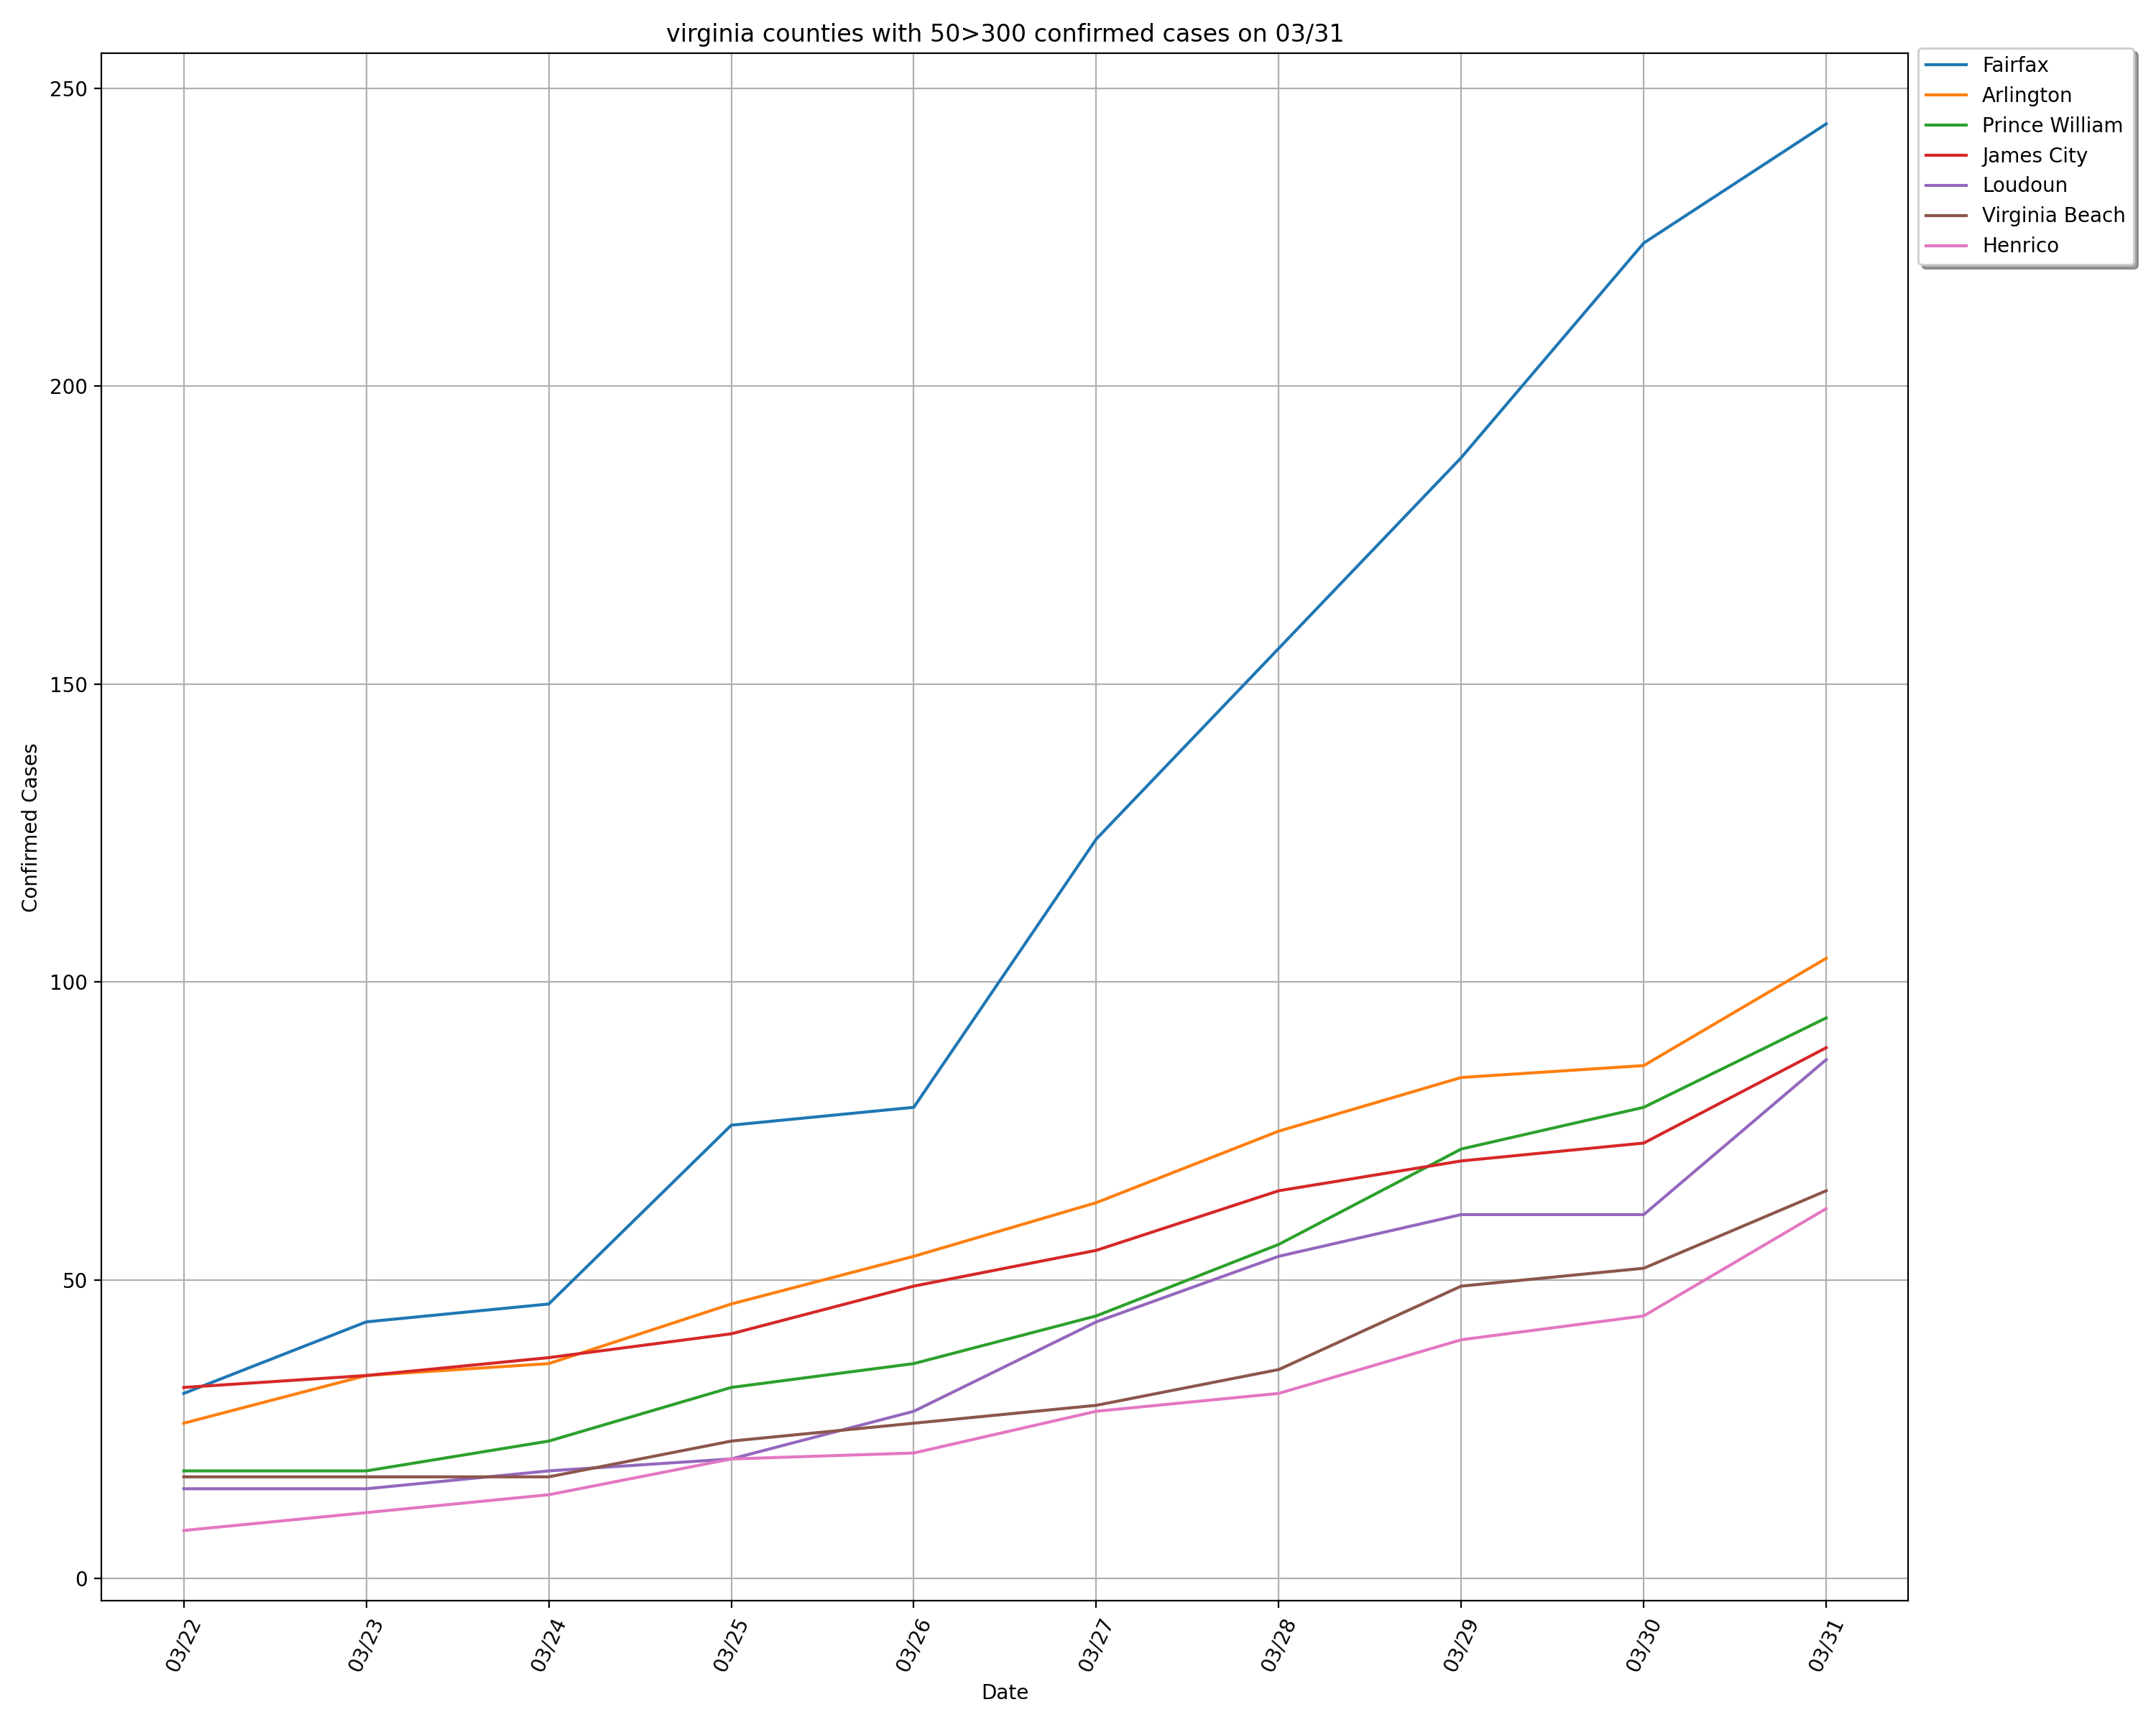 virginia counties with 50>300 confirmed cases on 03/31
Fairfax
Arlington
Prince William
James City
Loudoun
Virginia Beach
Henrico
Confirmed Cases
250
200
150
100
50
0
03/22
03/23
03/24
03/25
03/26
03/27
03/28
03/29
03/30
03/31
Date